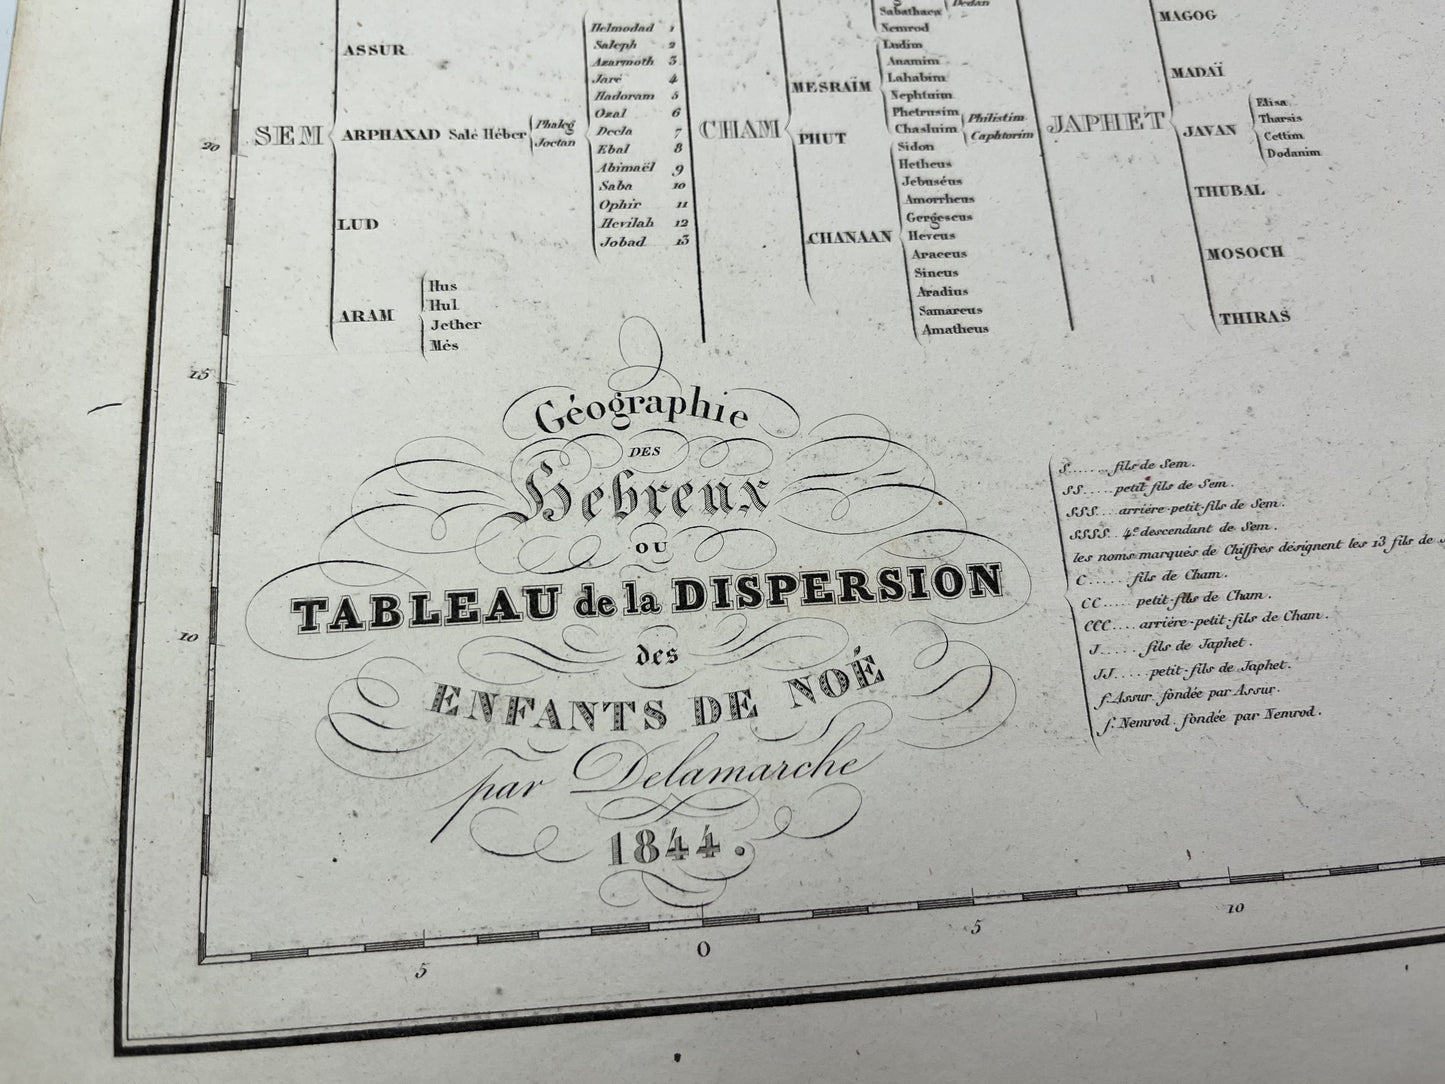 SEM
ASSUR
ARPHAXAD Salé Héber
Phaleg
Joctan
LUD
ARAM
Hus
Hul
Jether
Més
Helmodad 1
Saleph 2
Azarmoth 3
Jaré 4
Hadoram 5
Ozal 6
Decla 7
Ebal 8
Abimaël 9
Saba 10
Ophir 11
Hevilah 12
Jobad 13
CHAM
Sabathaca
Dedan
Nemrod
MESRAÏM
Ludim
Anamim
Lahabim
Nephtuim
Phetrusim
Chasluim
Philistim
Caphtorim
PHUT
CHANAAN
Sidon
Hetheus
Jebuséus
Amorrheus
Gergeseus
Heveus
Araceus
Sineus
Aradius
Samareus
Amatheus
JAPHET
MAGOG
MADAÏ
JAVAN
Elisa
Tharsis
Cettim
Dodanim
THUBAL
MOSOCH
THIRAS
Géographie
DES
Hebreux
OU
TABLEAU de la DISPERSION
des
ENFANTS DE NOÉ
par Delamarche
1844.
S....... fils de Sem.
SS..... petit fils de Sem.
SSS.... arriére-petit-fils de Sem.
SSSS.. 4e descendant de Sem.
les noms marqués de Chiffres désignent les 13 fils de
C...... fils de Cham.
CC..... petit-fils de Cham.
CCC.... arriére-petit-fils de Cham.
J...... fils de Japhet.
JJ..... petit-fils de Japhet.
f. Assur. fondée par Assur.
f. Nemrod. fondée par Nemrod.
20
15
10
5
0
5
10